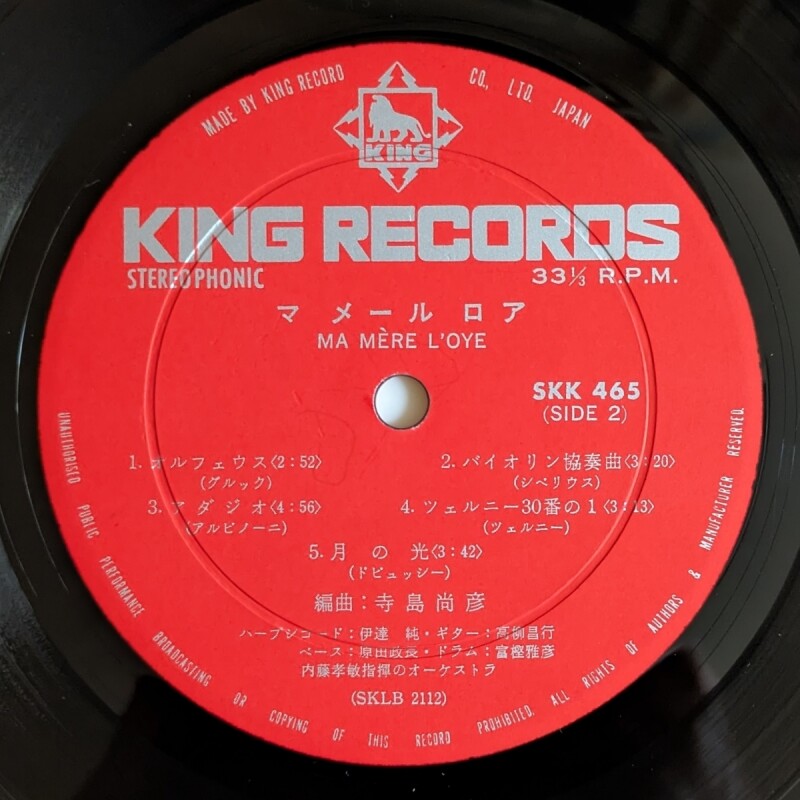 MADE BY KING RECORD CO., LTD. JAPAN
KING
KING RECORDS
STEREOPHONIC 33⅓ R.P.M.
マ メール ロア
MA MÈRE L'OYE
SKK 465
(SIDE 2)
1. オルフェウス〈2:52〉 2. バイオリン協奏曲〈3:20〉
(グルック) (シベリウス)
3. アダジオ〈4:56〉 4. ツェルニー30番の1〈3:13〉
(アルビノーニ) (ツェルニー)
5. 月の光〈3:42〉
(ドビュッシー)
編曲:寺島尚彦
ハープシコード:伊達 純・ギター:高柳昌行
ベース:原田政長・ドラム:富樫雅彦
内藤孝敏指揮のオーケストラ
(SKLB 2112)
UNAUTHORISED PUBLIC PERFORMANCE BROADCASTING OR COPYING OF THIS RECORD PROHIBITED. ALL RIGHTS OF AUTHORS & MANUFACTURER RESERVED.